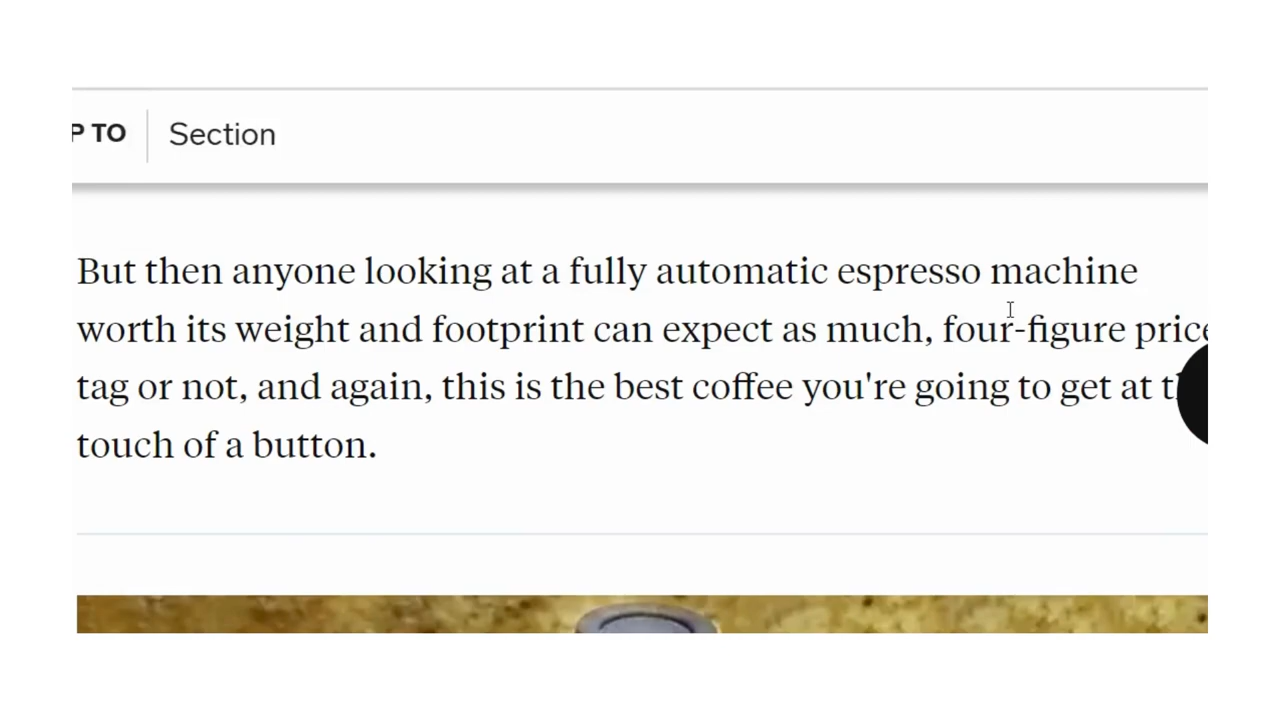 TO
Section
But then anyone looking at a fully automatic espresso machine
worth its weight and footprint can expect as much, four-figure price
tag or not, and again, this is the best coffee you're going to get at
touch of a button.